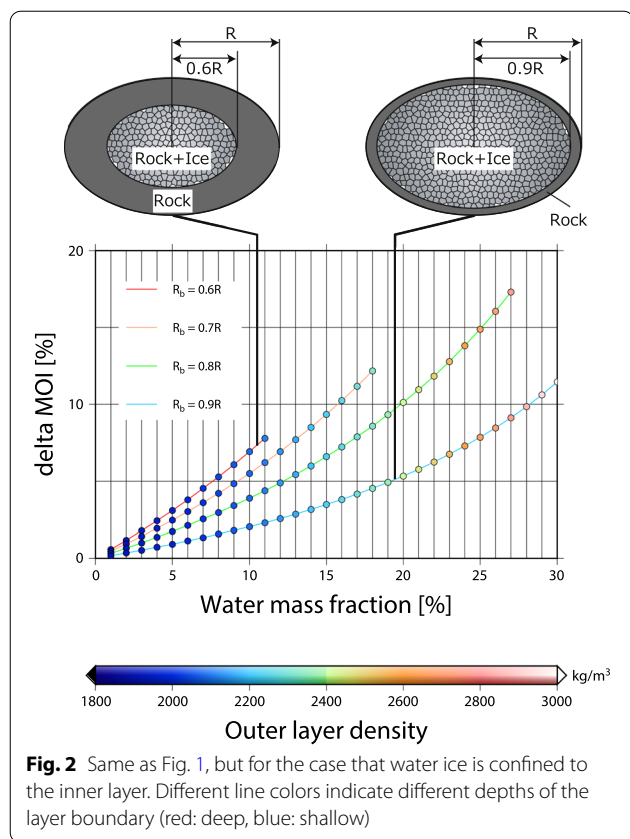 R
0.6R
R
0.9R
Rock+Ice
Rock
Rock+Ice
Rock
20
10
0
delta MOI [%]
R_b = 0.6R
R_b = 0.7R
R_b = 0.8R
R_b = 0.9R
0 5 10 15 20 25 30
Water mass fraction [%]
kg/m³
1800 2000 2200 2400 2600 2800 3000
Outer layer density
Fig. 2 Same as Fig. 1, but for the case that water ice is confined to
the inner layer. Different line colors indicate different depths of the
layer boundary (red: deep, blue: shallow)